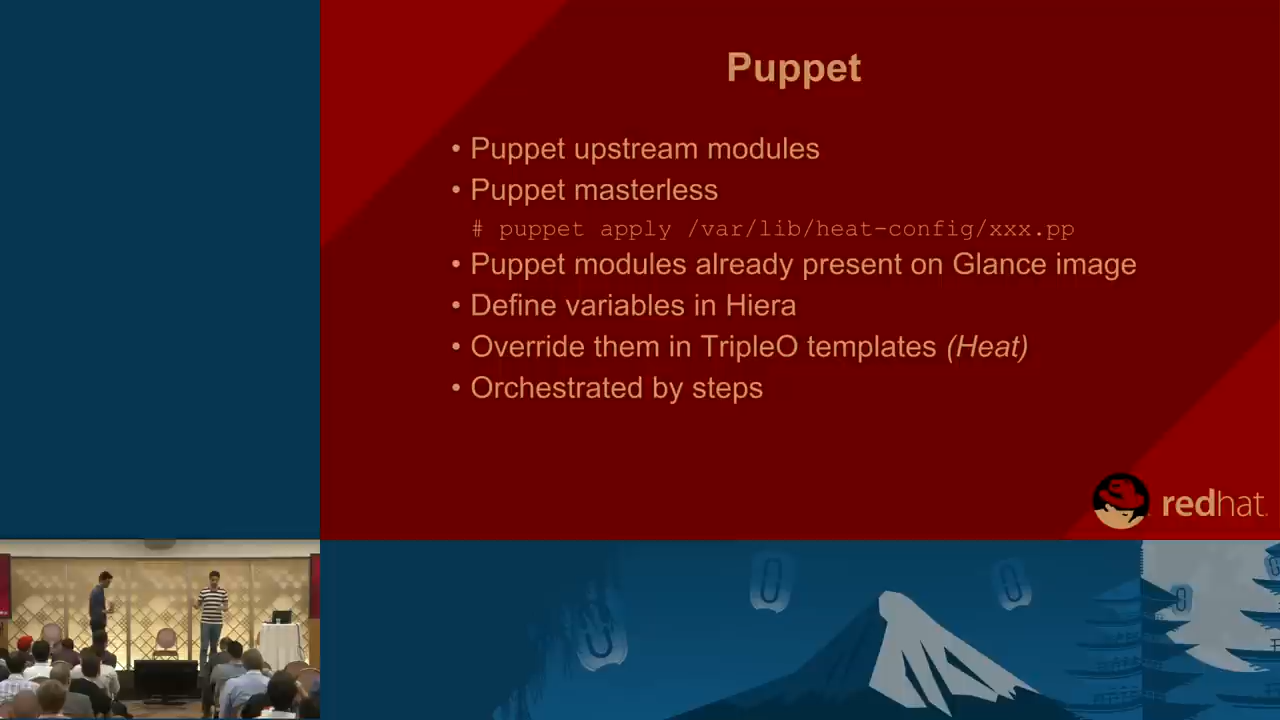 Puppet
• Puppet upstream modules
• Puppet masterless
# puppet apply /var/lib/heat-config/xxx.pp
• Puppet modules already present on Glance image
• Define variables in Hiera
• Override them in TripleO templates (Heat)
• Orchestrated by steps
redhat.